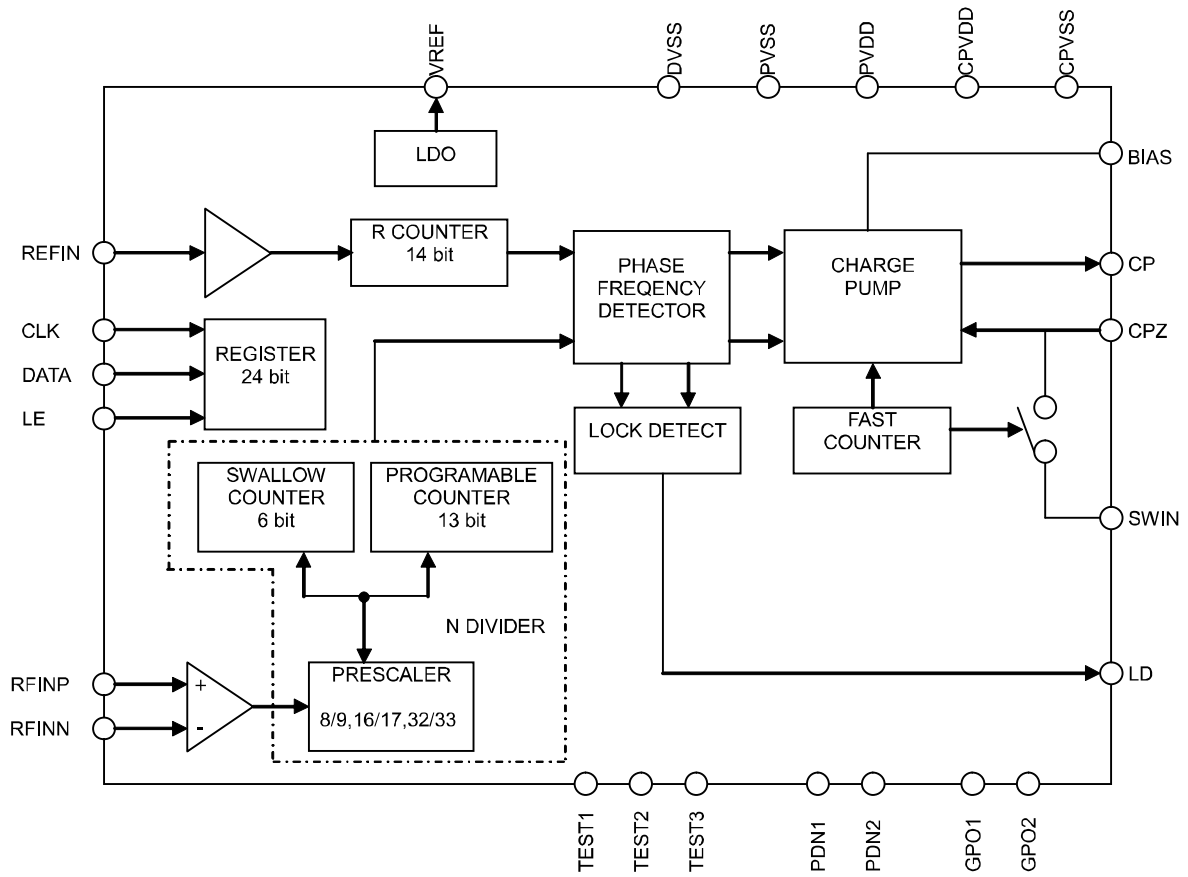 VREF
DVSS
PVSS
PVDD
CPVDD
CPVSS
LDO
BIAS
REFIN
R COUNTER
14 bit
PHASE
FREQENCY
DETECTOR
CHARGE
PUMP
CP
CLK
DATA
LE
REGISTER
24 bit
CPZ
LOCK DETECT
FAST
COUNTER
SWALLOW
COUNTER
6 bit
PROGRAMABLE
COUNTER
13 bit
SWIN
N DIVIDER
RFINP
RFINN
+
-
PRESCALER
8/9,16/17,32/33
LD
TEST1
TEST2
TEST3
PDN1
PDN2
GPO1
GPO2